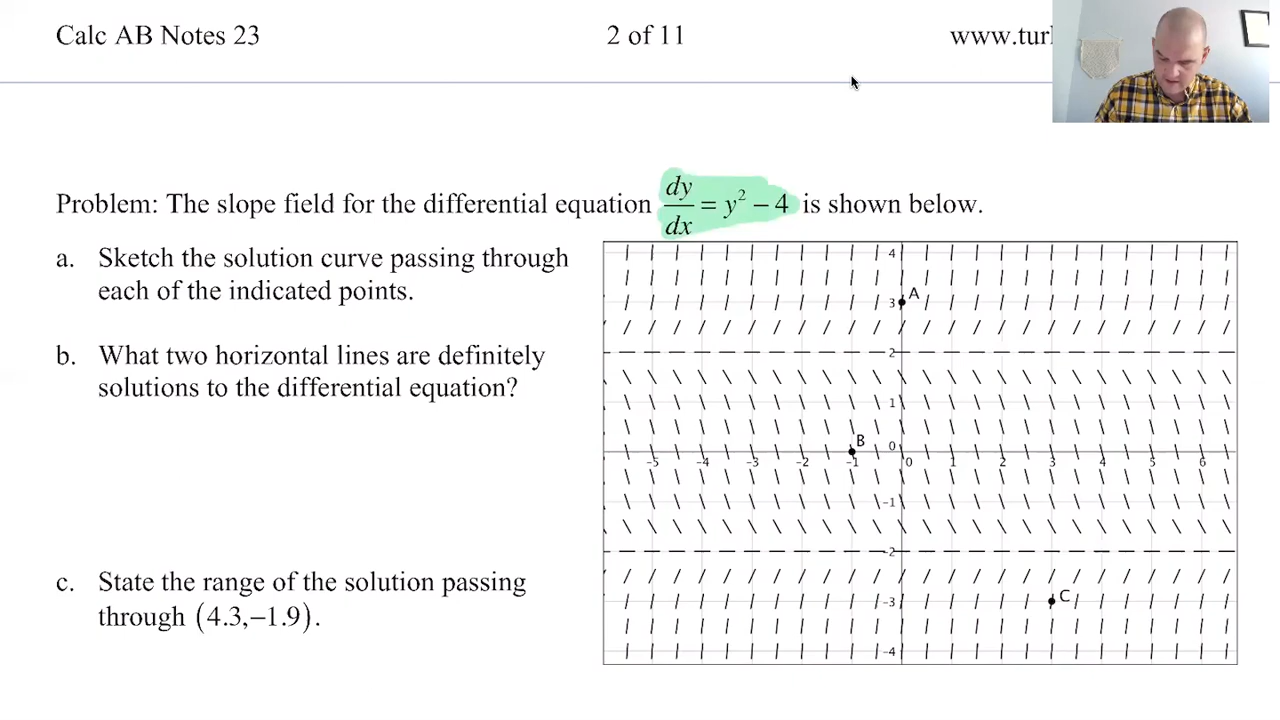 Calc AB Notes 23 2 of 11 www.turl
Problem: The slope field for the differential equation dy/dx = y² – 4 is shown below.
a. Sketch the solution curve passing through
each of the indicated points.
b. What two horizontal lines are definitely
solutions to the differential equation?
c. State the range of the solution passing
through (4.3,–1.9).
4
3 A
2
1
B 0
-5 -4 -3 -2 -1 0 1 2 3 4 5 6
-1
-2
-3 C
-4